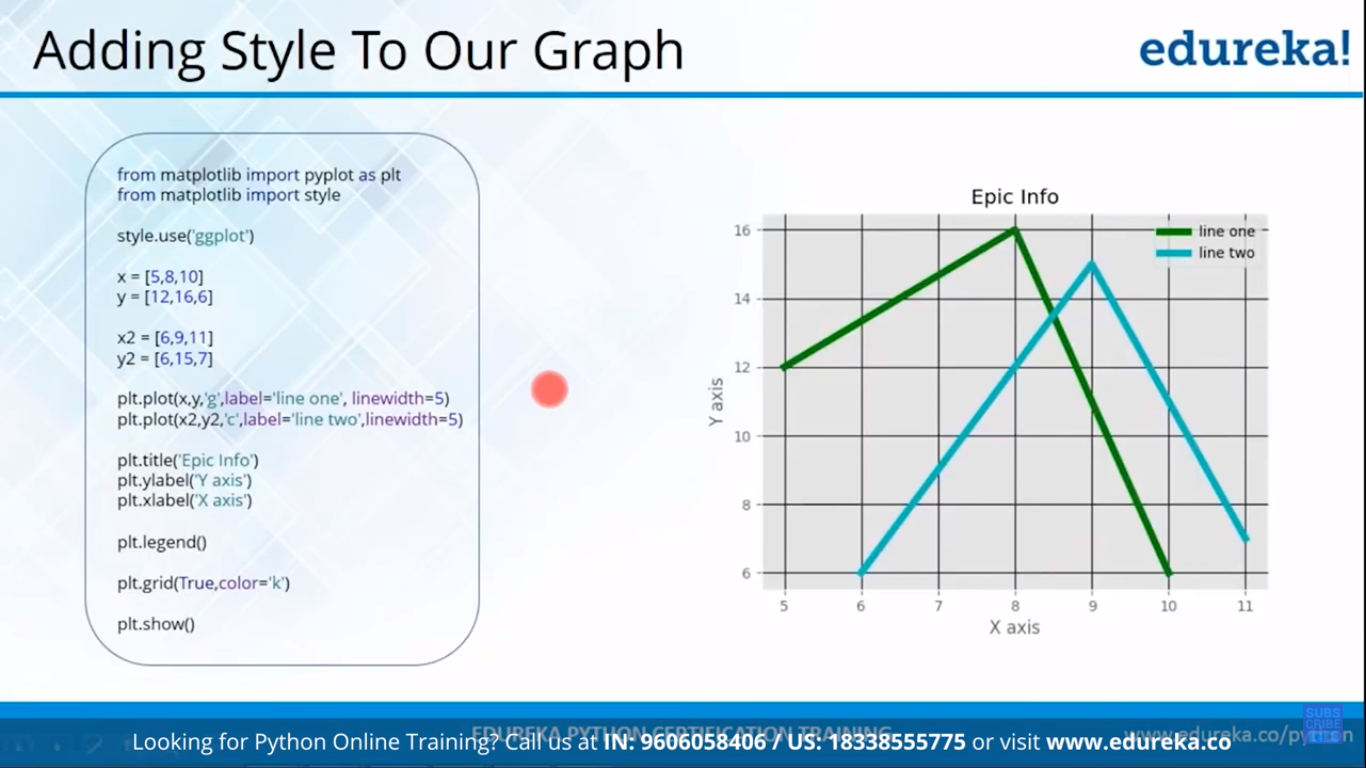 Adding Style To Our Graph
edureka!
from matplotlib import pyplot as plt
from matplotlib import style
style.use('ggplot')
x = [5,8,10]
y = [12,16,6]
x2 = [6,9,11]
y2 = [6,15,7]
plt.plot(x,y,'g',label='line one', linewidth=5)
plt.plot(x2,y2,'c',label='line two',linewidth=5)
plt.title('Epic Info')
plt.ylabel('Y axis')
plt.xlabel('X axis')
plt.legend()
plt.grid(True,color='k')
plt.show()
Epic Info
line one
line two
16
14
12
10
8
6
Y axis
5 6 7 8 9 10 11
X axis
EDUREKA PYTHON CERTIFICATION TRAINING
www.edureka.co/python
SUBS
CRIBE
Looking for Python Online Training? Call us at IN: 9606058406 / US: 18338555775 or visit www.edureka.co